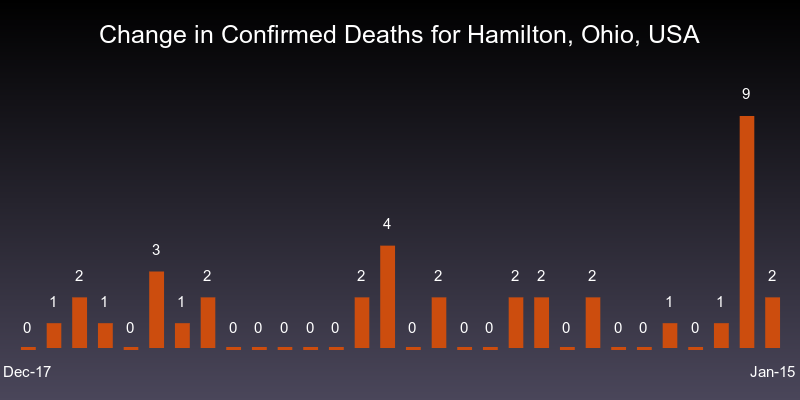 Change in Confirmed Deaths for Hamilton, Ohio, USA
0 1 2 1 0 3 1 2 0 0 0 0 0 2 4 0 2 0 0 2 2 0 2 0 0 1 0 1 9 2
Dec-17 Jan-15